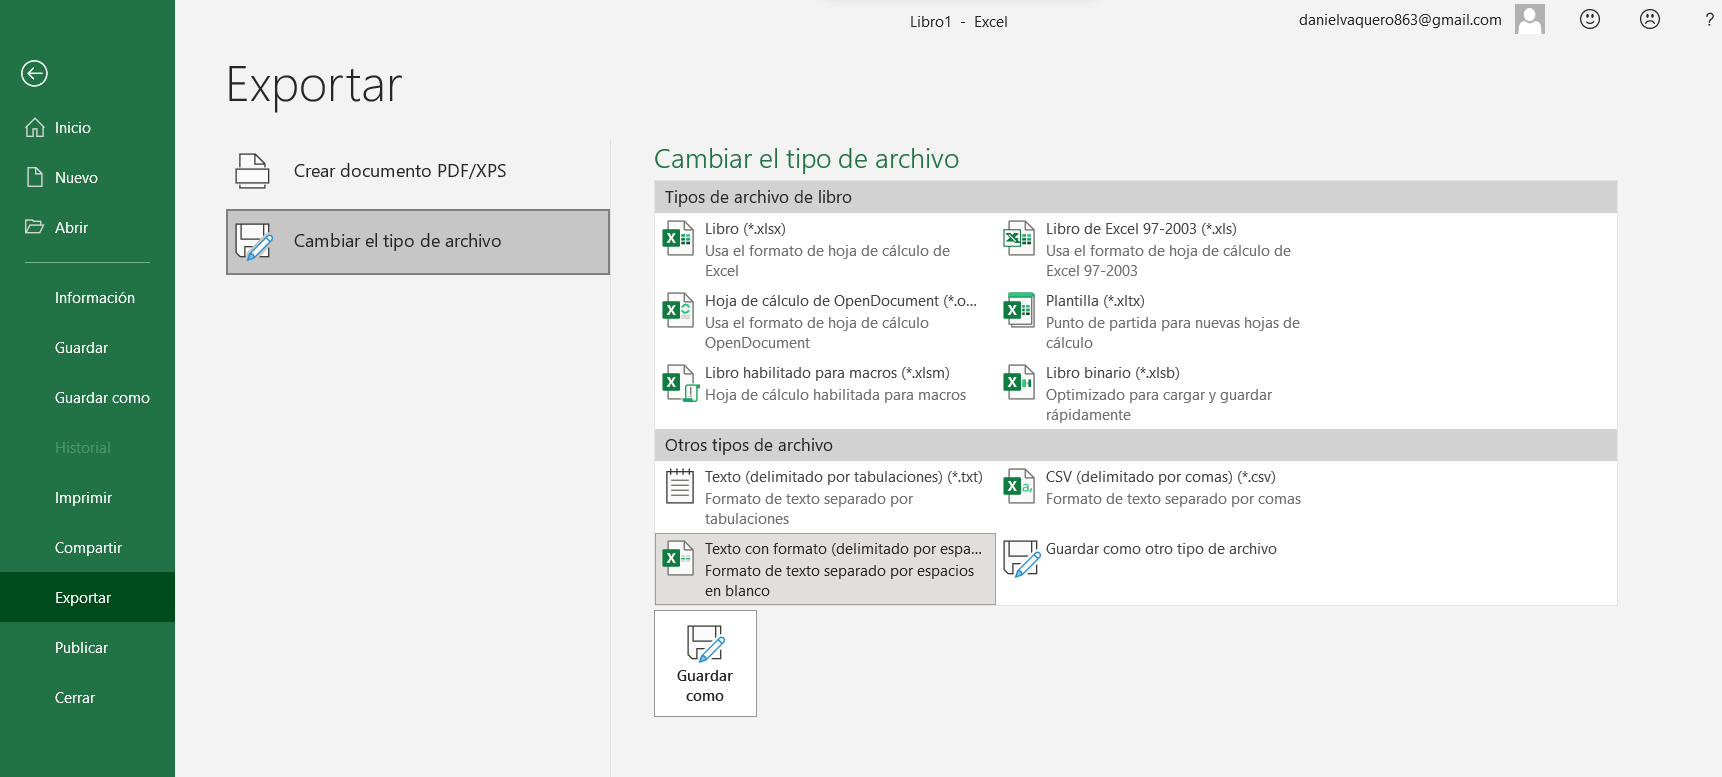 Libro1 - Excel
danielvaquero863@gmail.com
?
Exportar
Inicio
Nuevo
Abrir
Información
Guardar
Guardar como
Historial
Imprimir
Compartir
Exportar
Publicar
Cerrar
Crear documento PDF/XPS
Cambiar el tipo de archivo
Cambiar el tipo de archivo
Tipos de archivo de libro
Libro (*.xlsx)
Usa el formato de hoja de cálculo de
Excel
Libro de Excel 97-2003 (*.xls)
Usa el formato de hoja de cálculo de
Excel 97-2003
Hoja de cálculo de OpenDocument (*.o...
Usa el formato de hoja de cálculo
OpenDocument
Plantilla (*.xltx)
Punto de partida para nuevas hojas de
cálculo
Libro habilitado para macros (*.xlsm)
Hoja de cálculo habilitada para macros
Libro binario (*.xlsb)
Optimizado para cargar y guardar
rápidamente
Otros tipos de archivo
Texto (delimitado por tabulaciones) (*.txt)
Formato de texto separado por
tabulaciones
CSV (delimitado por comas) (*.csv)
Formato de texto separado por comas
Texto con formato (delimitado por espa...
Formato de texto separado por espacios
en blanco
Guardar como otro tipo de archivo
Guardar
como